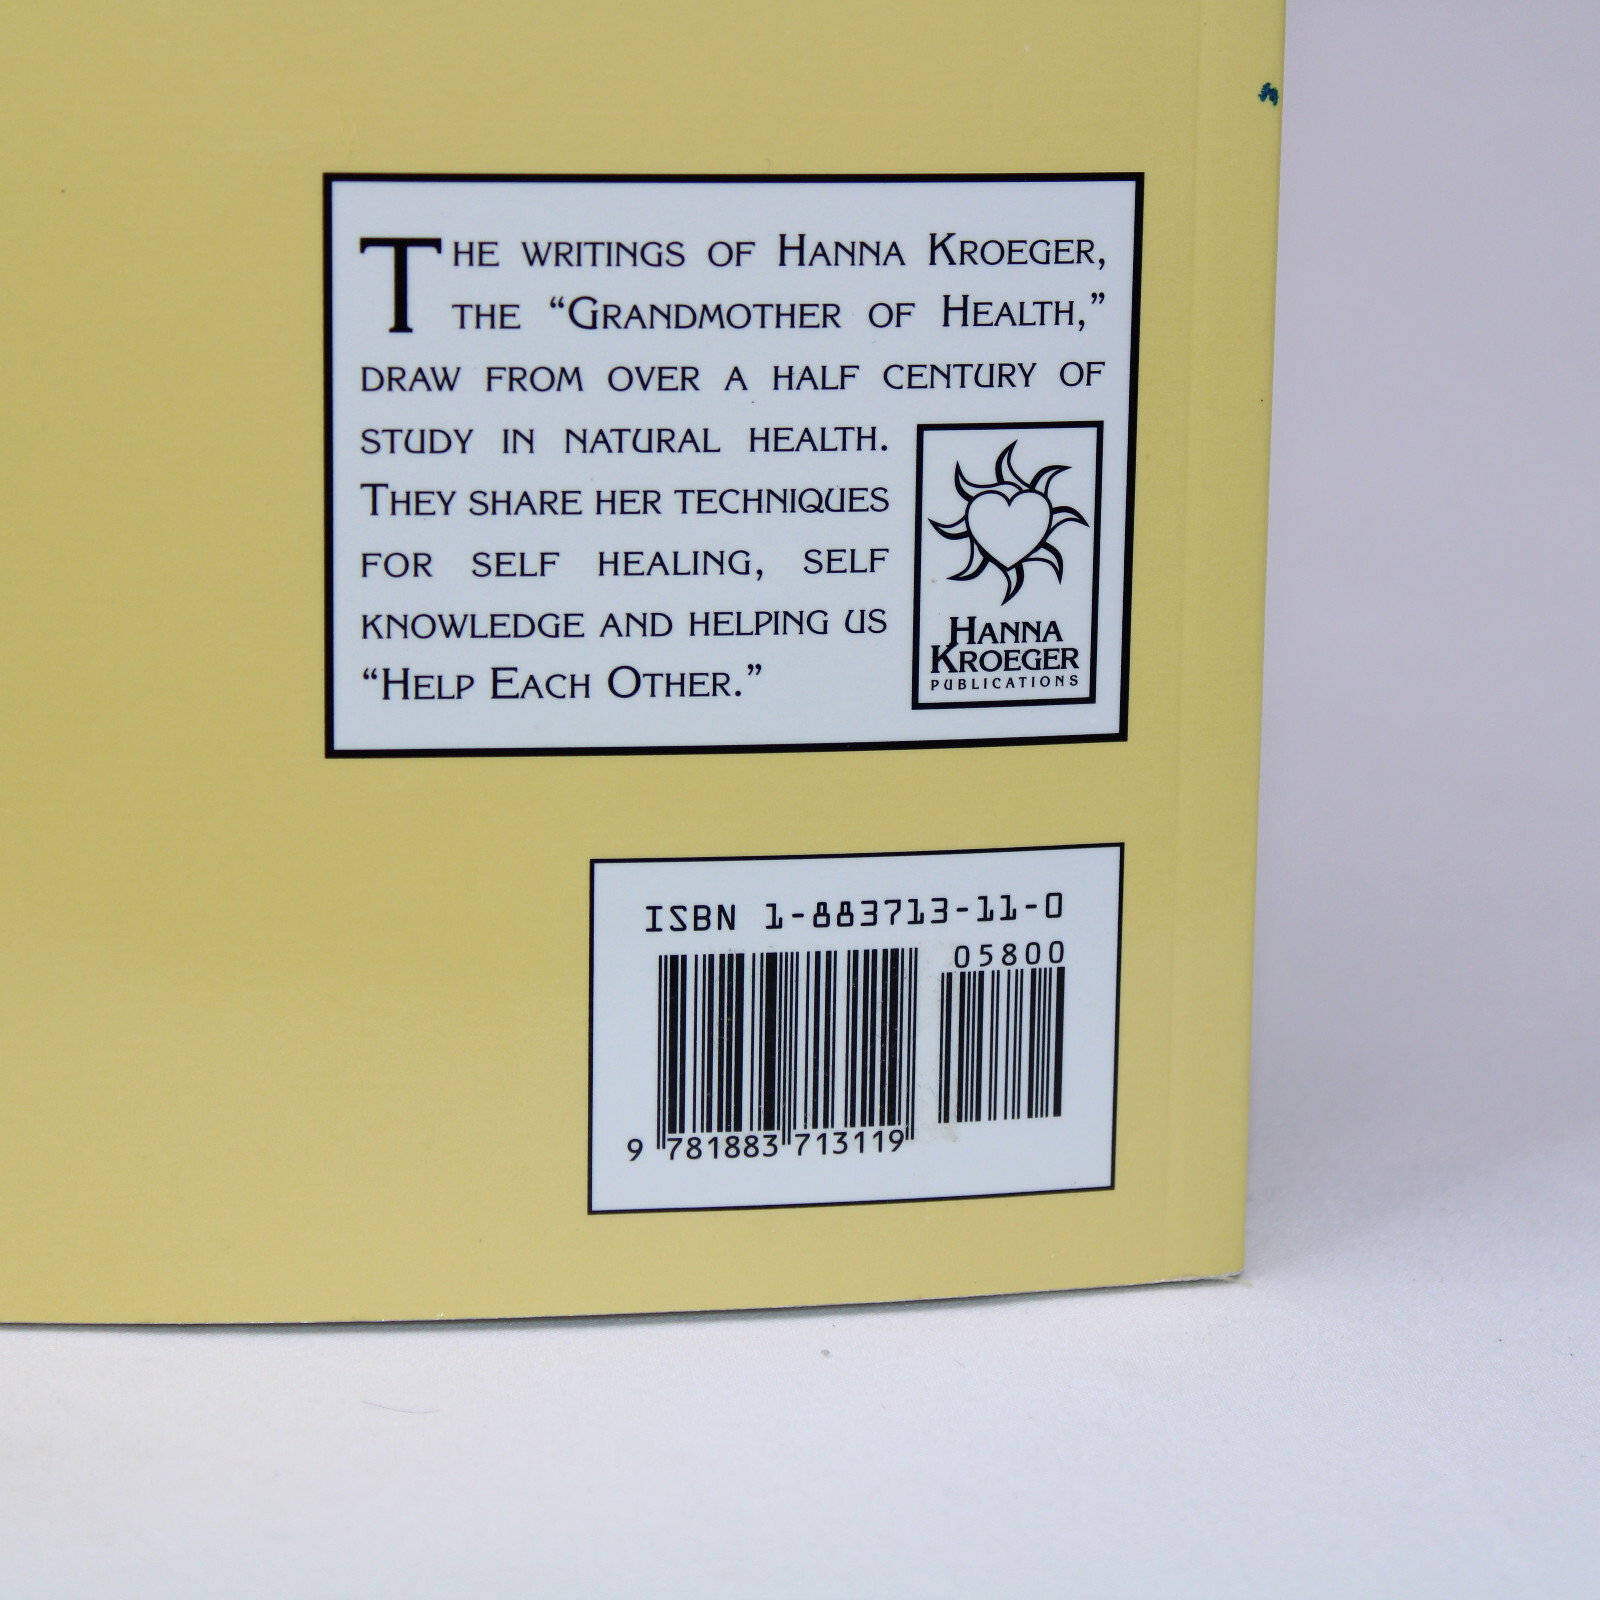 THE WRITINGS OF HANNA KROEGER,
THE “GRANDMOTHER OF HEALTH,”
DRAW FROM OVER A HALF CENTURY OF
STUDY IN NATURAL HEALTH.
THEY SHARE HER TECHNIQUES
FOR SELF HEALING, SELF
KNOWLEDGE AND HELPING US
“HELP EACH OTHER.”
HANNA
KROEGER
PUBLICATIONS
ISBN 1-883713-11-0
05800
9 781883 713119